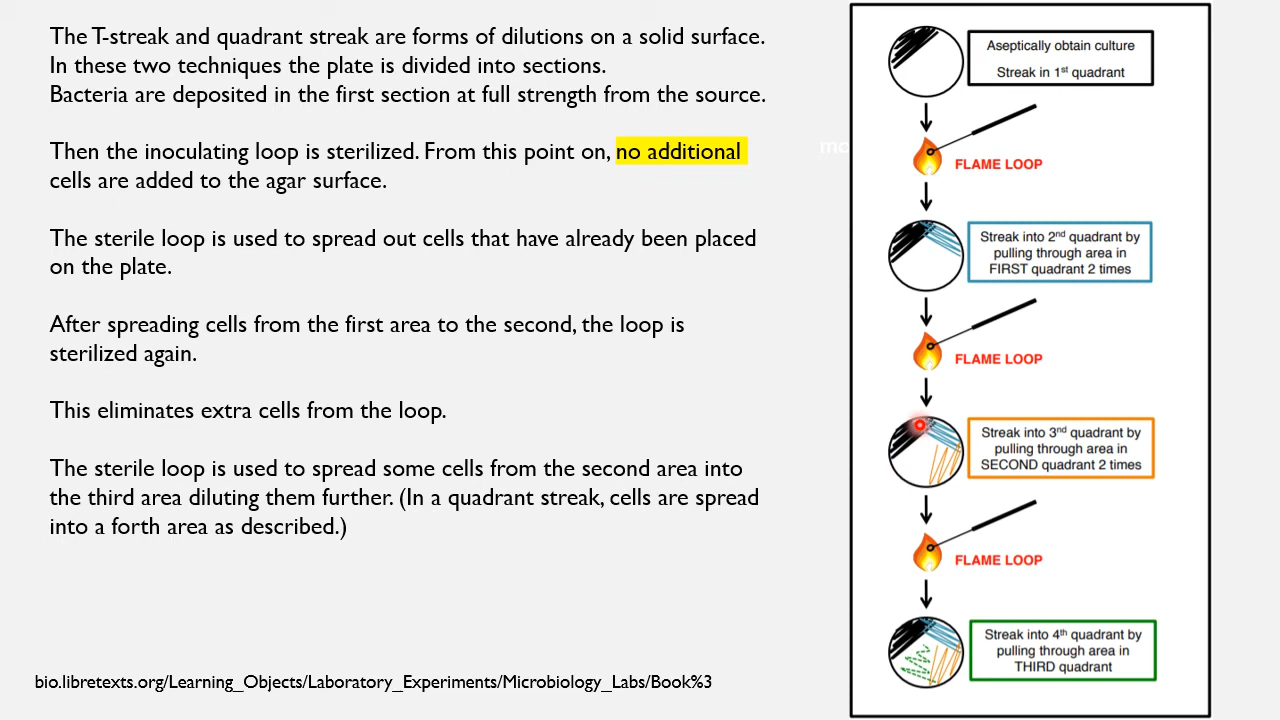 The T-streak and quadrant streak are forms of dilutions on a solid surface.
In these two techniques the plate is divided into sections.
Bacteria are deposited in the first section at full strength from the source.
Then the inoculating loop is sterilized. From this point on, no additional
cells are added to the agar surface.
The sterile loop is used to spread out cells that have already been placed
on the plate.
After spreading cells from the first area to the second, the loop is
sterilized again.
This eliminates extra cells from the loop.
The sterile loop is used to spread some cells from the second area into
the third area diluting them further. (In a quadrant streak, cells are spread
into a forth area as described.)
bio.libretexts.org/Learning_Objects/Laboratory_Experiments/Microbiology_Labs/Book%3
Aseptically obtain culture
Streak in 1st quadrant
FLAME LOOP
Streak into 2nd quadrant by
pulling through area in
FIRST quadrant 2 times
FLAME LOOP
Streak into 3nd quadrant by
pulling through area in
SECOND quadrant 2 times
FLAME LOOP
Streak into 4th quadrant by
pulling through area in
THIRD quadrant